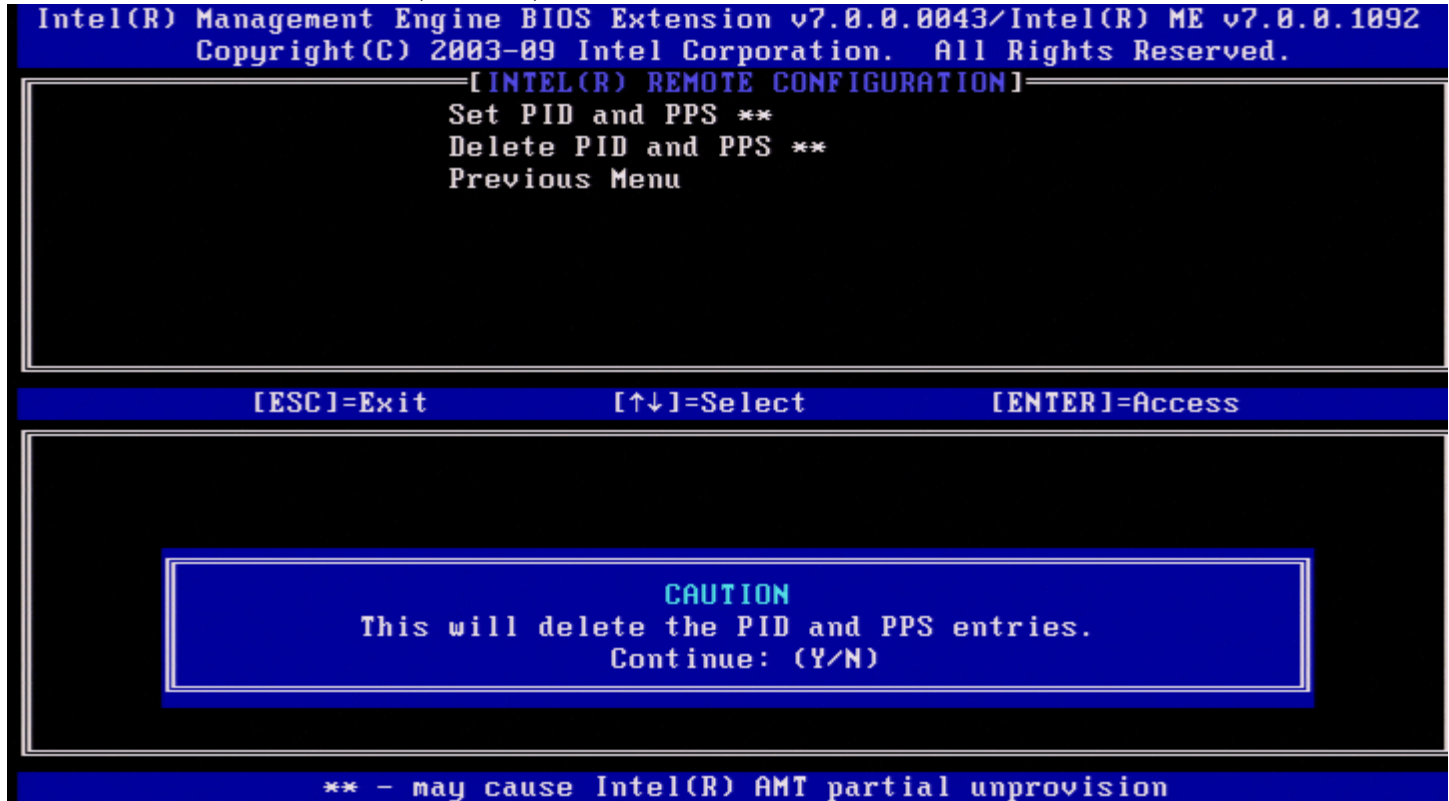 Intel(R) Management Engine BIOS Extension v7.0.0.0043/Intel(R) ME v7.0.0.1092
Copyright(C) 2003-09 Intel Corporation. All Rights Reserved.
[INTEL(R) REMOTE CONFIGURATION]
Set PID and PPS **
Delete PID and PPS **
Previous Menu
[ESC]=Exit [↑↓]=Select [ENTER]=Access
CAUTION
This will delete the PID and PPS entries.
Continue: (Y/N)
** - may cause Intel(R) AMT partial unprovision